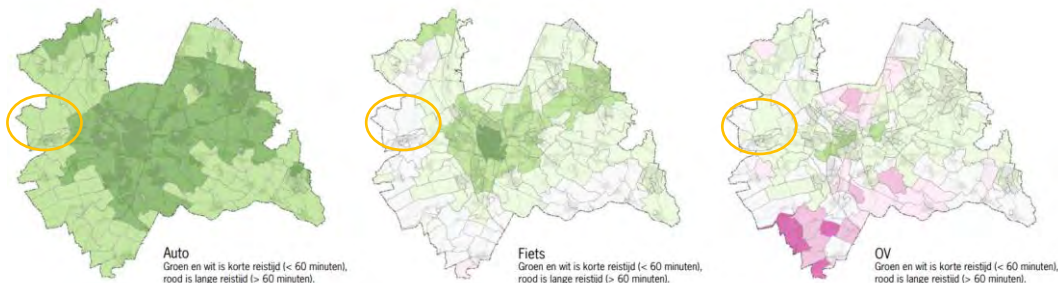 Auto
Groen en wit is korte reistijd (< 60 minuten),
rood is lange reistijd (> 60 minuten).
Fiets
Groen en wit is korte reistijd (< 60 minuten),
rood is lange reistijd (> 60 minuten).
OV
Groen en wit is korte reistijd (< 60 minuten),
rood is lange reistijd (> 60 minuten).